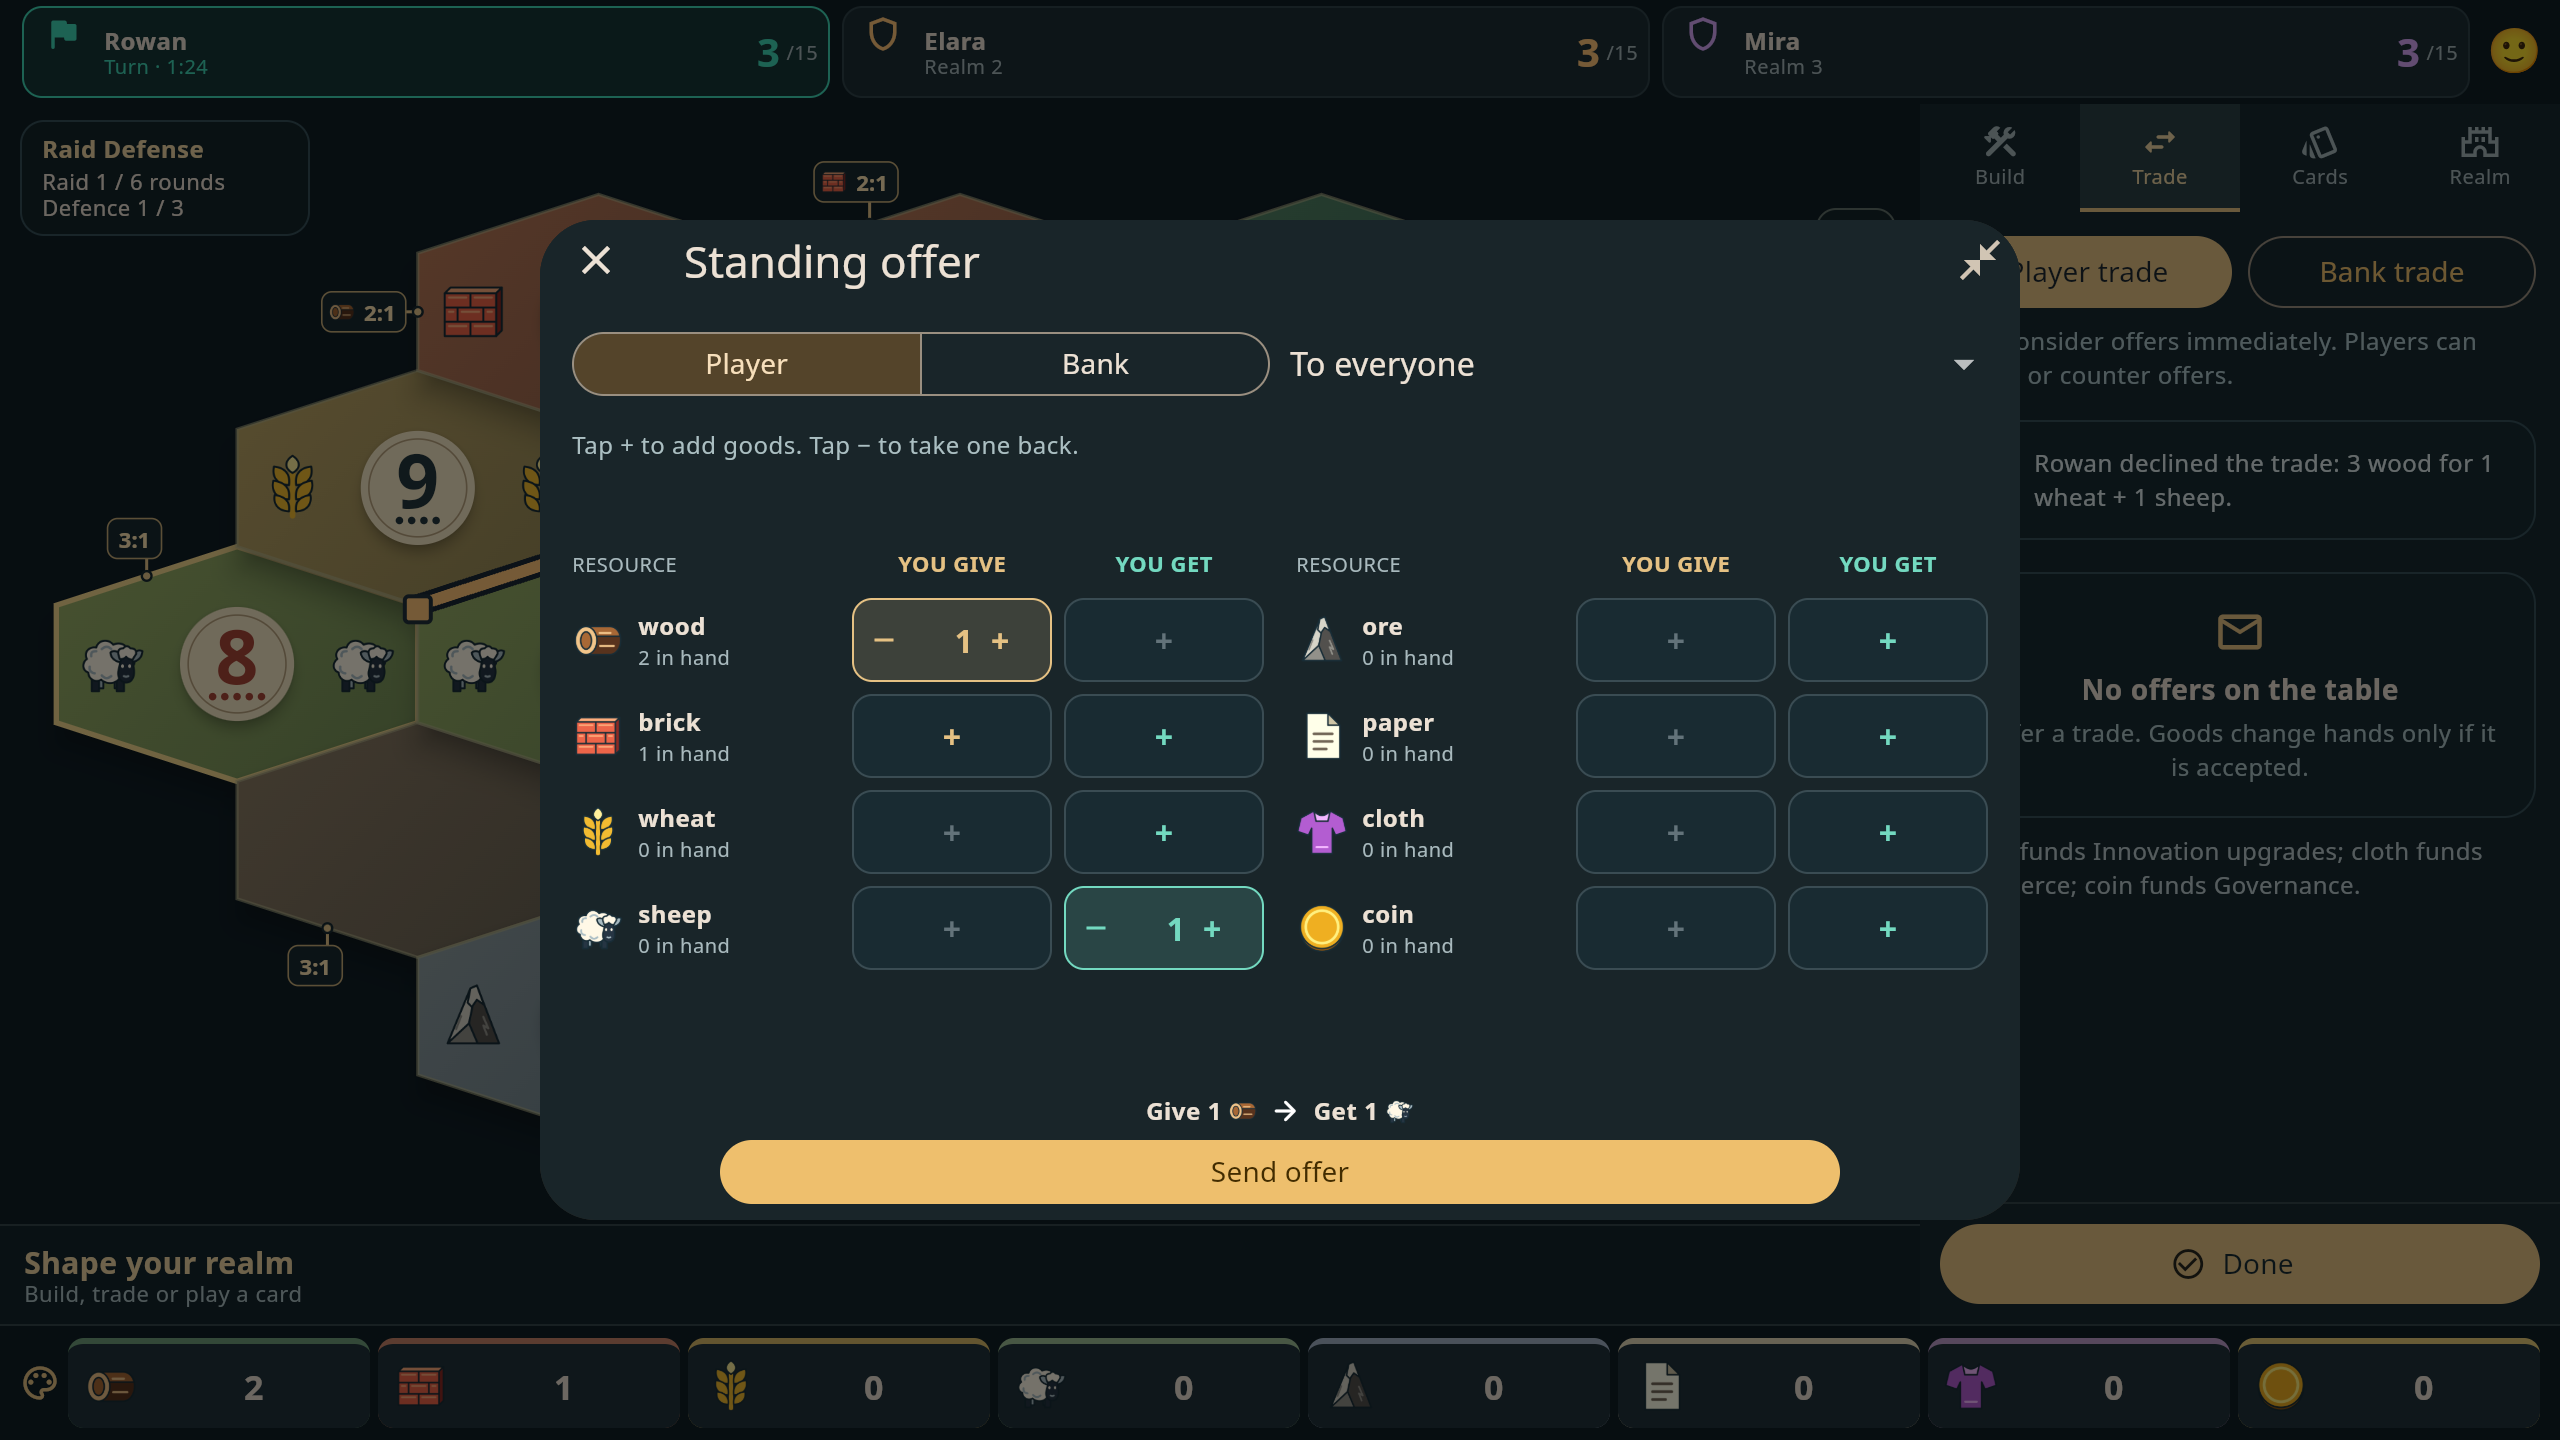 Rowan
Turn · 1:24
3 /15
Elara
Realm 2
3 /15
Mira
Realm 3
3 /15
Raid Defense
Raid 1 / 6 rounds
Defence 1 / 3
2:1
2:1
9
3:1
8
3:1
Build
Trade
Cards
Realm
Player trade
Bank trade
onsider offers immediately. Players can
or counter offers.
Rowan declined the trade: 3 wood for 1
wheat + 1 sheep.
No offers on the table
er a trade. Goods change hands only if it
is accepted.
funds Innovation upgrades; cloth funds
erce; coin funds Governance.
Standing offer
Player
Bank
To everyone
Tap + to add goods. Tap − to take one back.
RESOURCE YOU GIVE YOU GET RESOURCE YOU GIVE YOU GET
wood
2 in hand
− 1 +
+
ore
0 in hand
+
+
brick
1 in hand
+
+
paper
0 in hand
+
+
wheat
0 in hand
+
+
cloth
0 in hand
+
+
sheep
0 in hand
+
− 1 +
coin
0 in hand
+
+
Give 1 → Get 1
Send offer
Shape your realm
Build, trade or play a card
Done
2 1 0 0 0 0 0 0